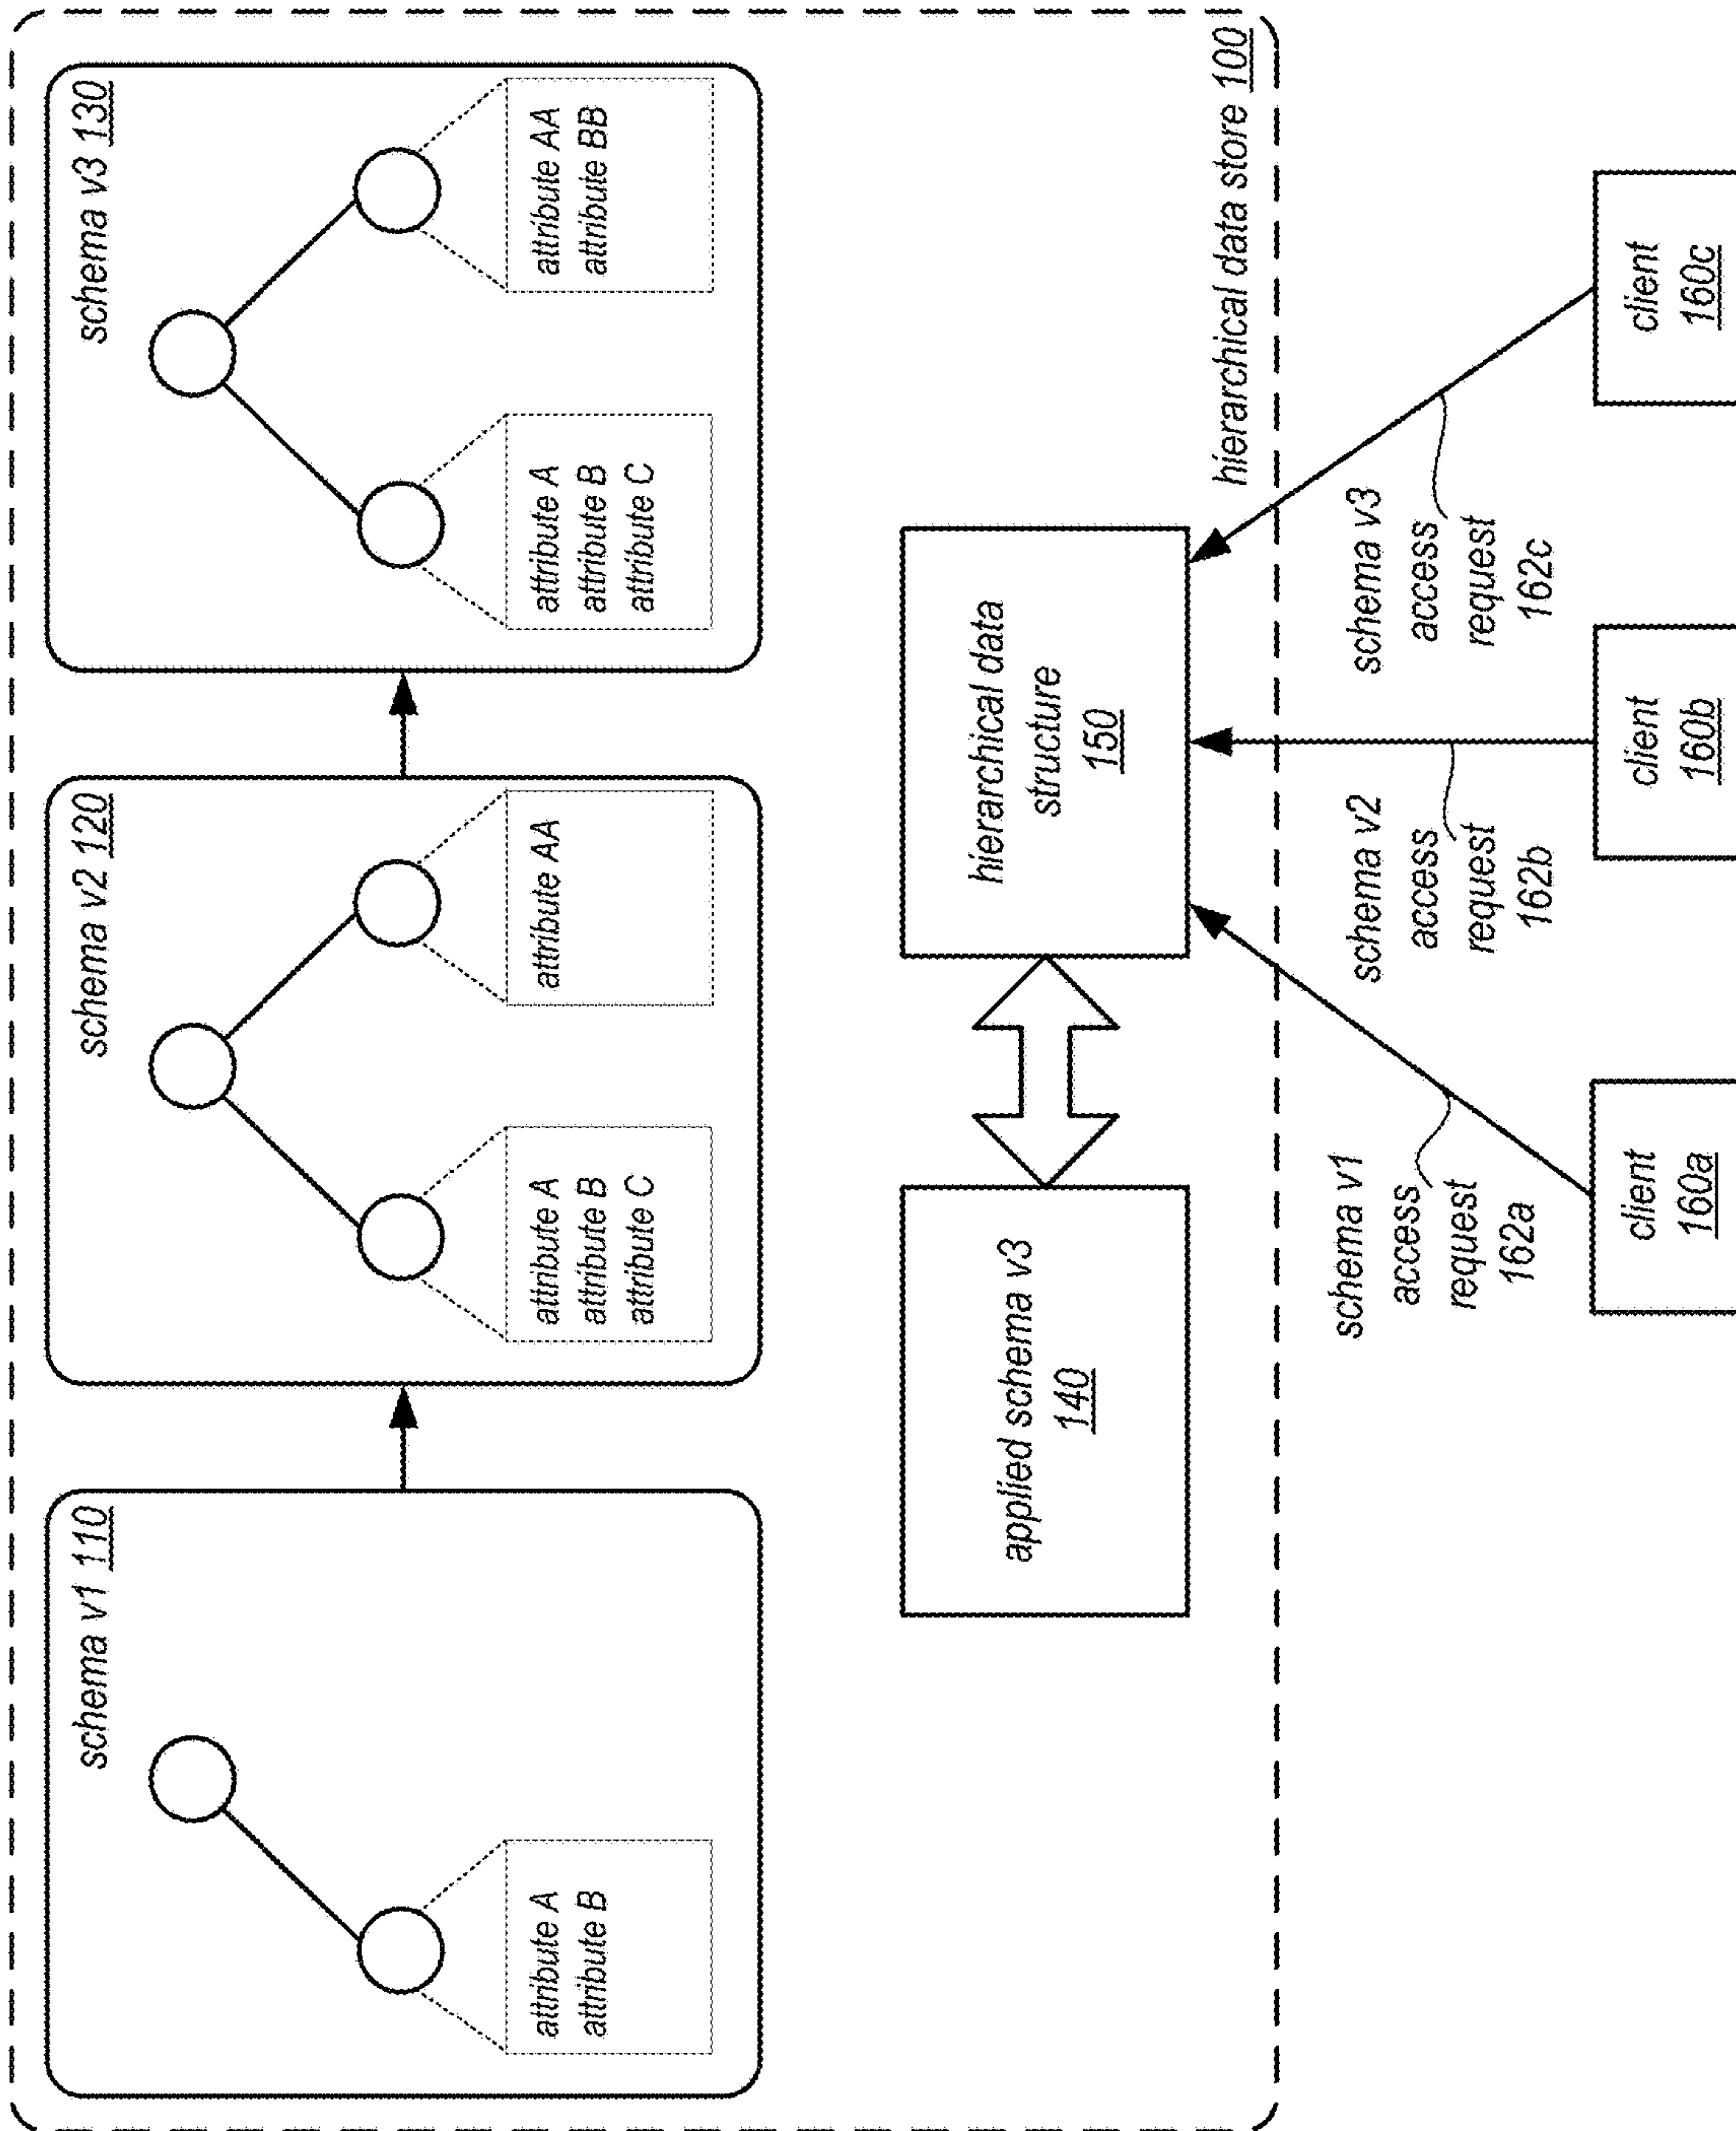 schema v1 110
attribute A
attribute B
schema v2 120
attribute A
attribute B
attribute C
attribute AA
schema v3 130
attribute A
attribute B
attribute C
attribute AA
attribute BB
applied schema v3
140
hierarchical data
structure
150
hierarchical data store 100
schema v1
access
request
162a
schema v2
access
request
162b
schema v3
access
request
162c
client
160a
client
160b
client
160c